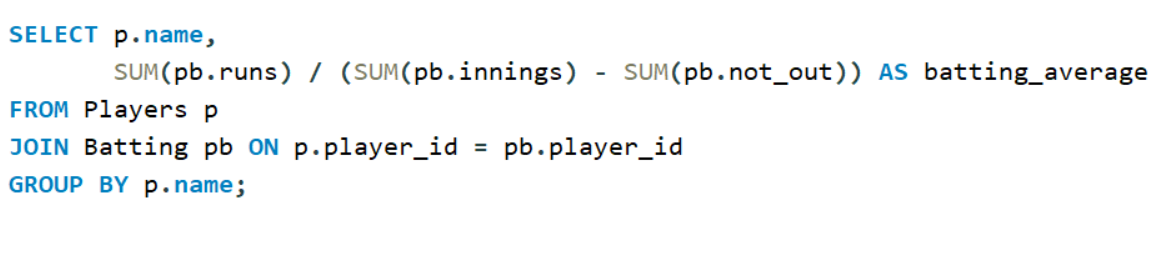 SELECT p.name,
SUM(pb.runs) / (SUM(pb.innings) - SUM(pb.not_out)) AS batting_average
FROM Players p
JOIN Batting pb ON p.player_id = pb.player_id
GROUP BY p.name;